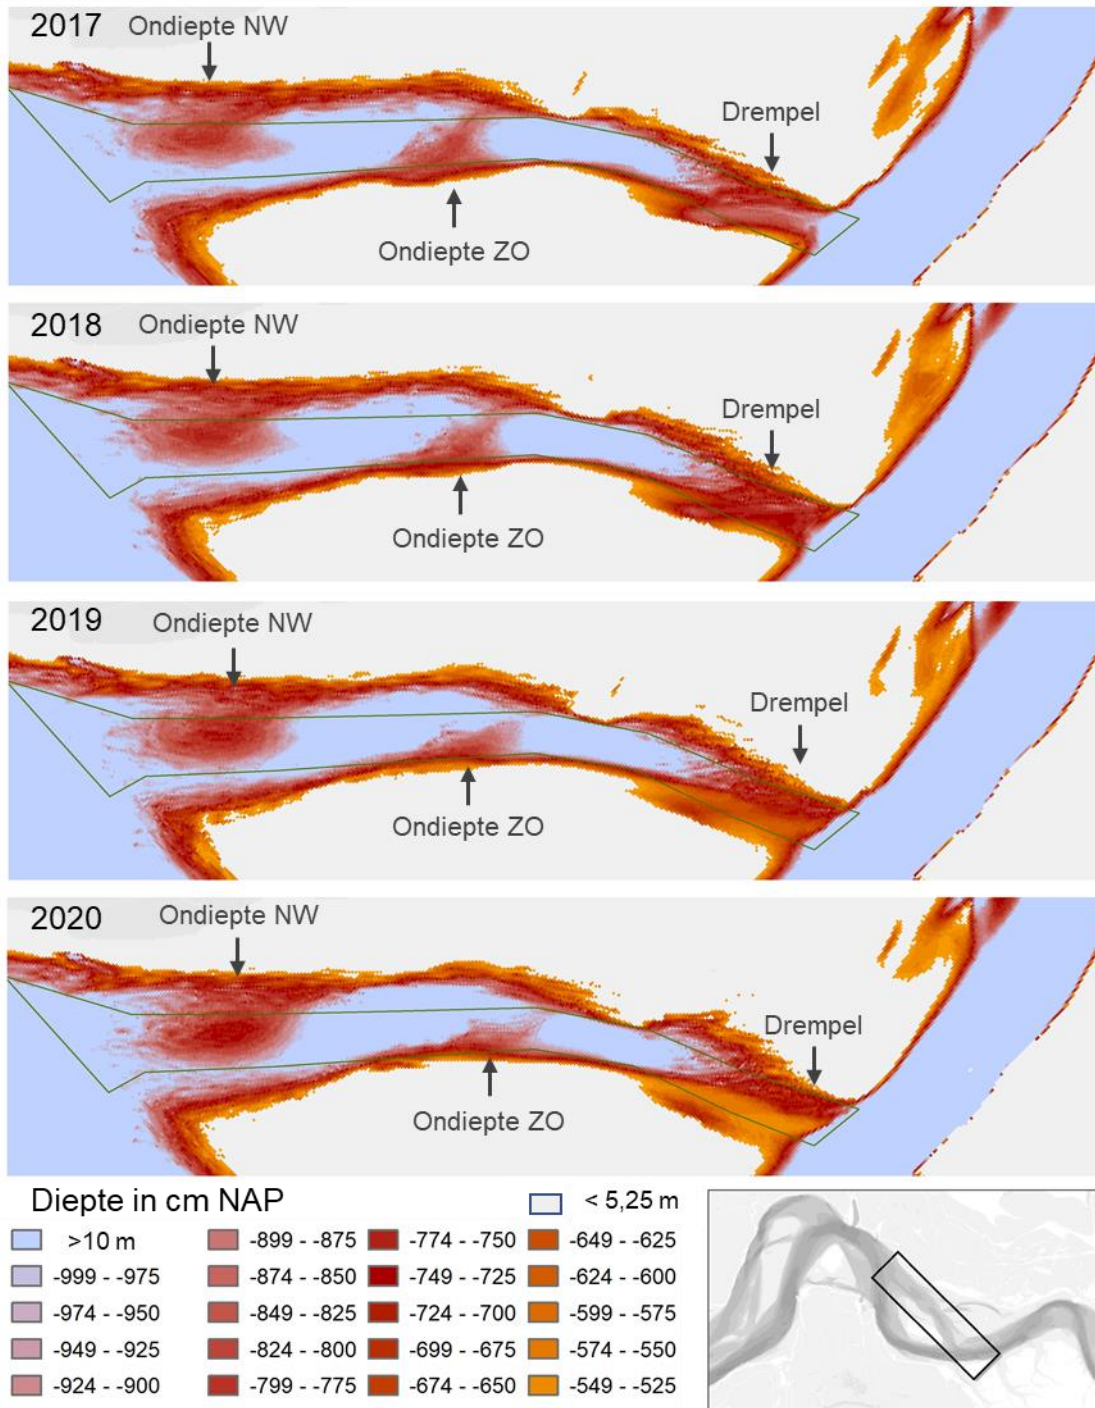 2017 Ondiepte NW
Drempel
Ondiepte ZO
2018 Ondiepte NW
Drempel
Ondiepte ZO
2019 Ondiepte NW
Drempel
Ondiepte ZO
2020 Ondiepte NW
Drempel
Ondiepte ZO
Diepte in cm NAP < 5,25 m
>10 m -899 - -875 -774 - -750 -649 - -625
-999 - -975 -874 - -850 -749 - -725 -624 - -600
-974 - -950 -849 - -825 -724 - -700 -599 - -575
-949 - -925 -824 - -800 -699 - -675 -574 - -550
-924 - -900 -799 - -775 -674 - -650 -549 - -525